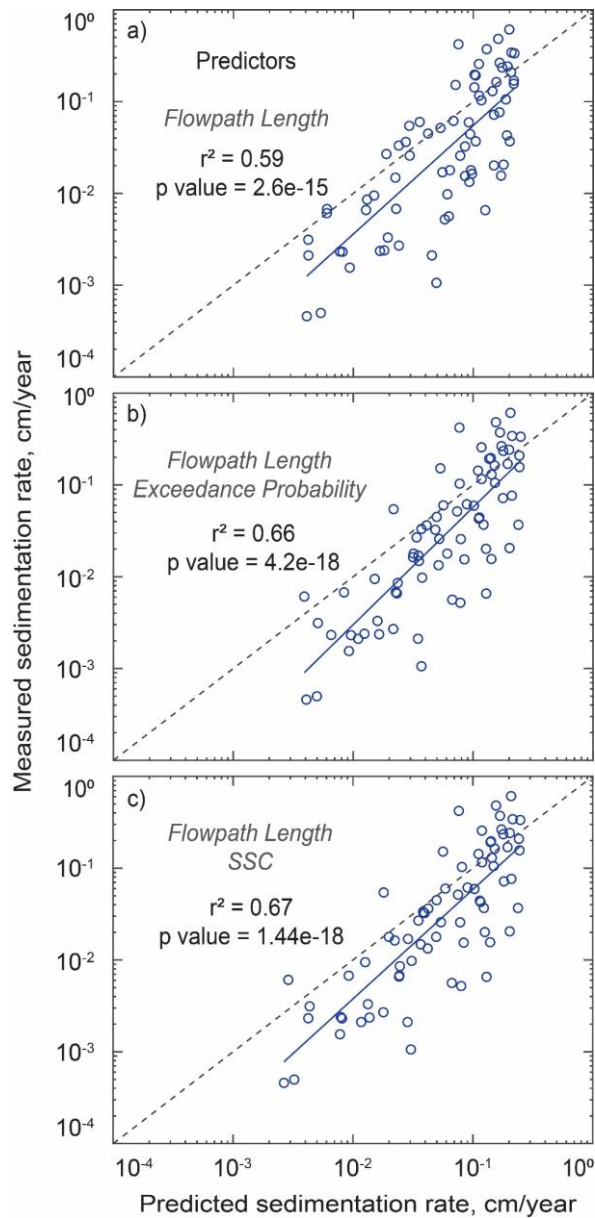 a)
Predictors
Flowpath Length
r² = 0.59
p value = 2.6e-15
10⁰
10⁻¹
10⁻²
10⁻³
10⁻⁴
b)
Flowpath Length
Exceedance Probability
r² = 0.66
p value = 4.2e-18
10⁰
10⁻¹
10⁻²
10⁻³
10⁻⁴
c)
Flowpath Length
SSC
r² = 0.67
p value = 1.44e-18
10⁰
10⁻¹
10⁻²
10⁻³
10⁻⁴
Measured sedimentation rate, cm/year
10⁻⁴ 10⁻³ 10⁻² 10⁻¹ 10⁰
Predicted sedimentation rate, cm/year